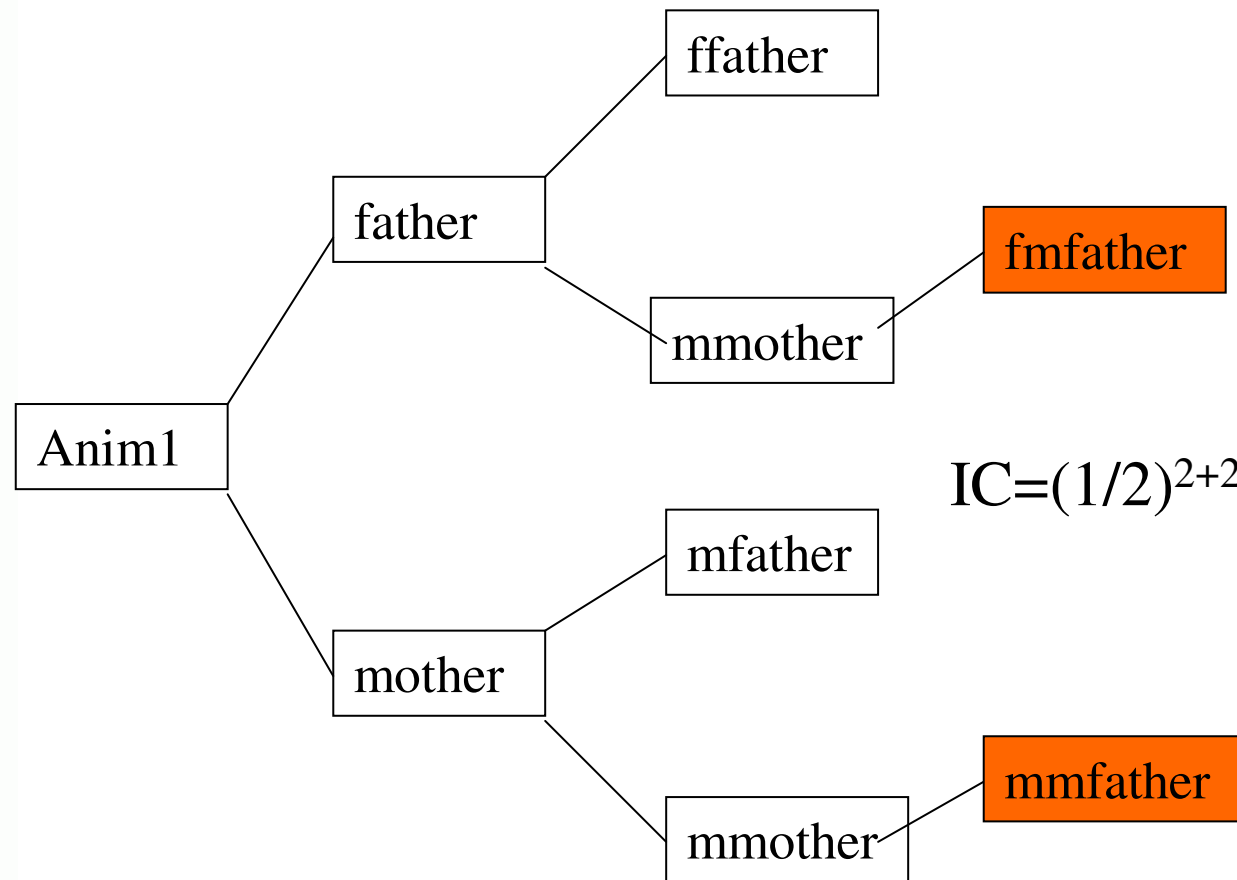 ffather
father
fmfather
mmother
Anim1
IC=(1/2)²⁺²
mfather
mother
mmfather
mmother